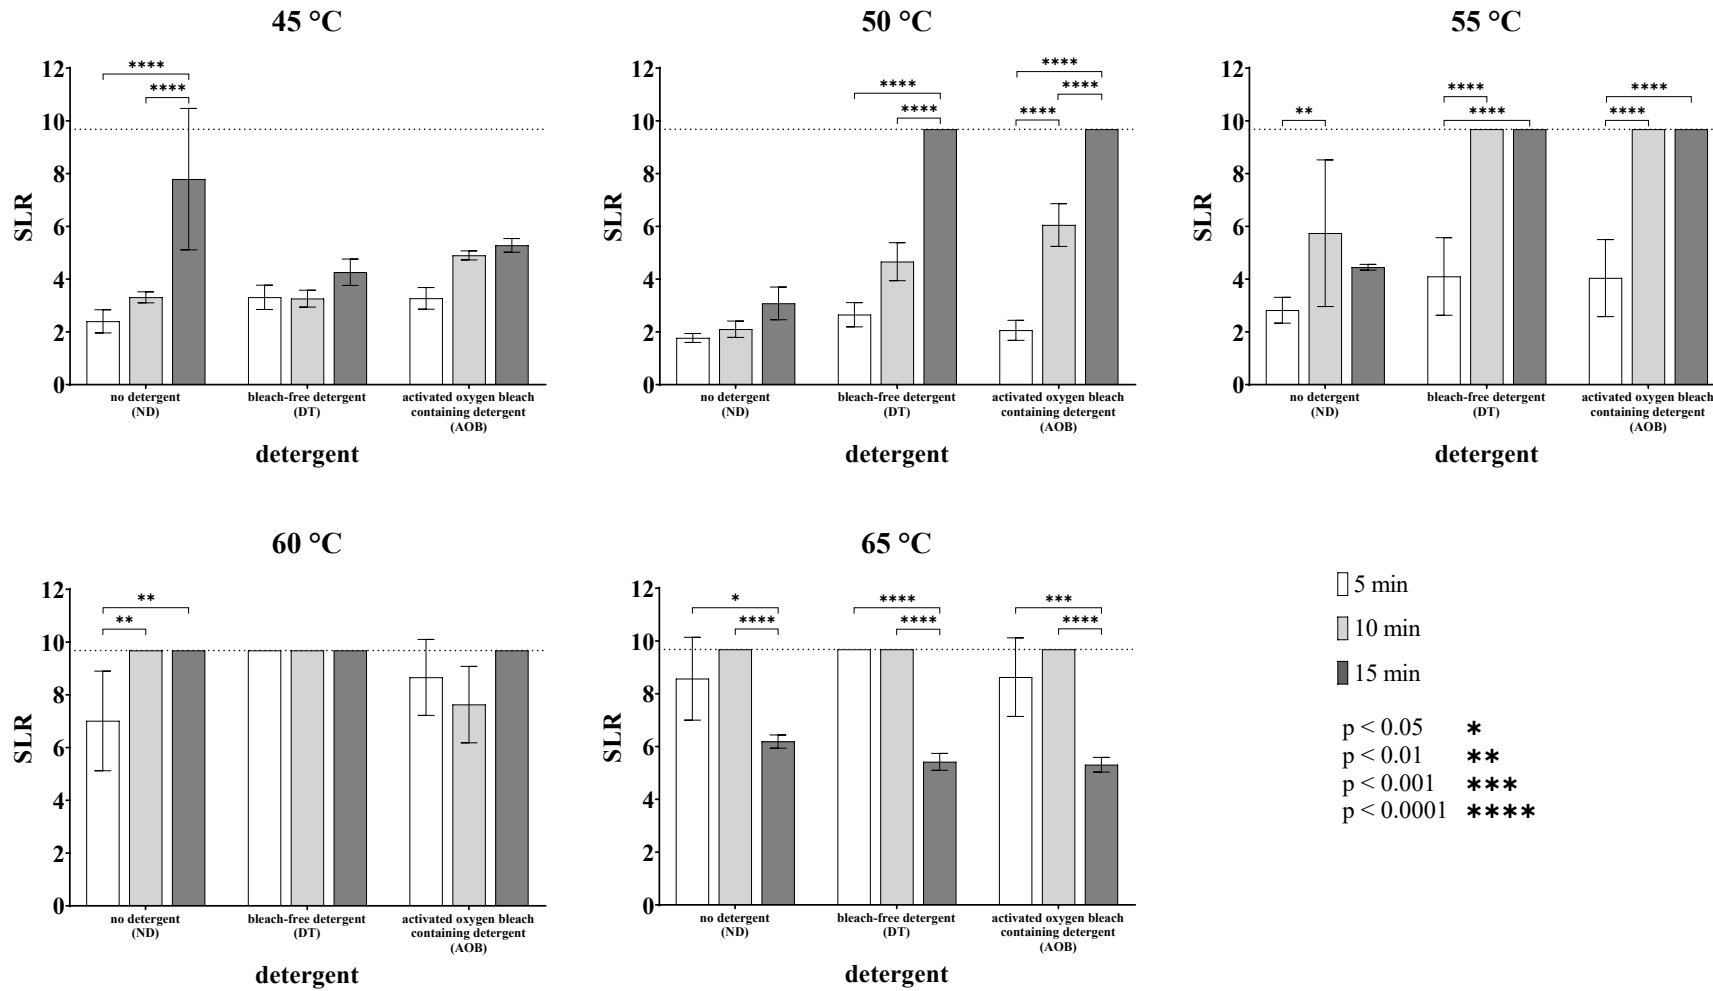 45 °C
****
****
12
10
8
6
4
2
0
SLR
no detergent
(ND)
bleach-free detergent
(DT)
activated oxygen bleach
containing detergent
(AOB)
detergent
50 °C
****
****
****
****
****
12
10
8
6
4
2
0
SLR
no detergent
(ND)
bleach-free detergent
(DT)
activated oxygen bleach
containing detergent
(AOB)
detergent
55 °C
**
****
****
****
****
12
10
8
6
4
2
0
SLR
no detergent
(ND)
bleach-free detergent
(DT)
activated oxygen bleach
containing detergent
(AOB)
detergent
60 °C
**
**
12
10
8
6
4
2
0
SLR
no detergent
(ND)
bleach-free detergent
(DT)
activated oxygen bleach
containing detergent
(AOB)
detergent
65 °C
*
****
****
****
***
****
12
10
8
6
4
2
0
SLR
no detergent
(ND)
bleach-free detergent
(DT)
activated oxygen bleach
containing detergent
(AOB)
detergent
5 min
10 min
15 min
p < 0.05 *
p < 0.01 **
p < 0.001 ***
p < 0.0001 ****